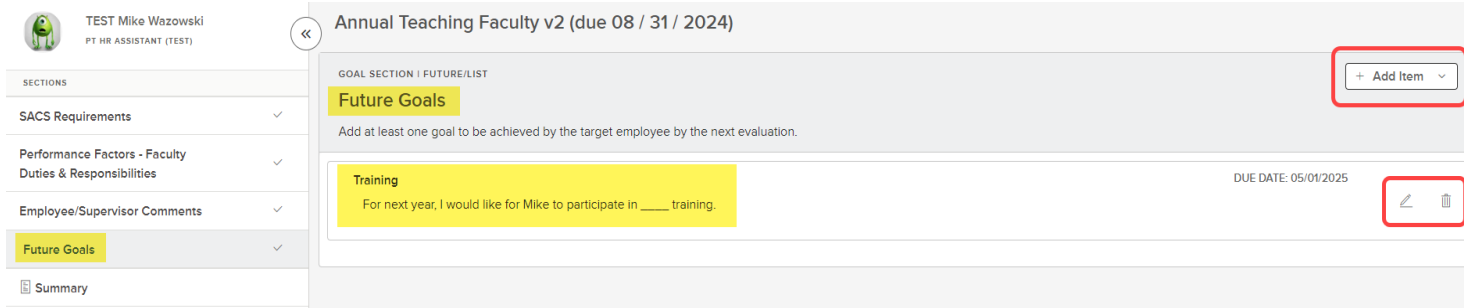 TEST Mike Wazowski
PT HR ASSISTANT (TEST)
SECTIONS
SACS Requirements
Performance Factors - Faculty
Duties & Responsibilities
Employee/Supervisor Comments
Future Goals
Summary
Annual Teaching Faculty v2 (due 08 / 31 / 2024)
GOAL SECTION | FUTURE/LIST
+ Add Item
Future Goals
Add at least one goal to be achieved by the target employee by the next evaluation.
Training
DUE DATE: 05/01/2025
For next year, I would like for Mike to participate in ____ training.